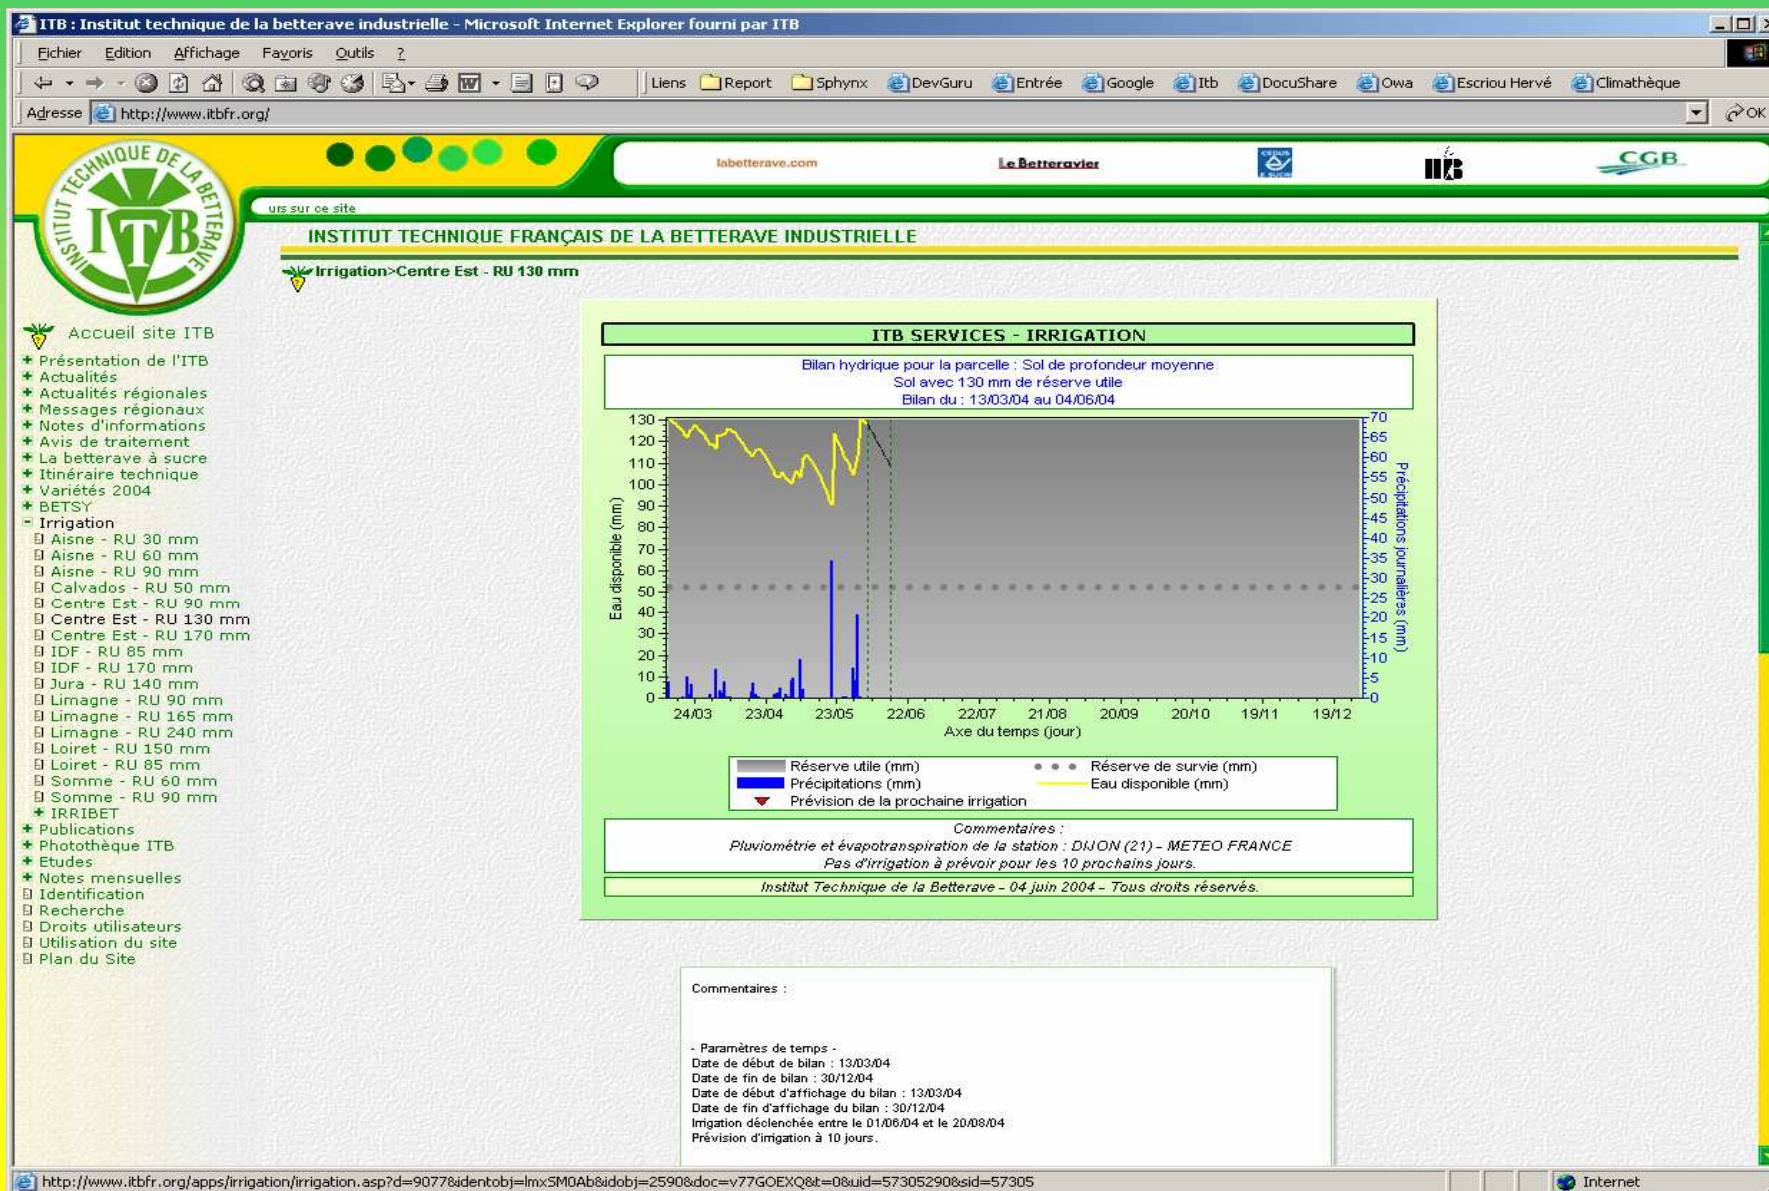 ITB : Institut technique de la betterave industrielle - Microsoft Internet Explorer fourni par ITB
Fichier Edition Affichage Favoris Outils ?
Liens Report Sphynx DevGuru Entrée Google Itb DocuShare Owa Escriou Hervé Climathèque
Adresse http://www.itbfr.org/ OK
INSTITUT TECHNIQUE DE LA BETTERAVE
ITB
labetterave.com Le Betteravier CEDUS CGB
urs sur ce site
INSTITUT TECHNIQUE FRANÇAIS DE LA BETTERAVE INDUSTRIELLE
Irrigation>Centre Est - RU 130 mm
Accueil site ITB
+ Présentation de l'ITB
+ Actualités
+ Actualités régionales
+ Messages régionaux
+ Notes d'informations
+ Avis de traitement
+ La betterave à sucre
+ Itinéraire technique
+ Variétés 2004
+ BETSY
- Irrigation
Aisne - RU 30 mm
Aisne - RU 60 mm
Aisne - RU 90 mm
Calvados - RU 50 mm
Centre Est - RU 90 mm
Centre Est - RU 130 mm
Centre Est - RU 170 mm
IDF - RU 85 mm
IDF - RU 170 mm
Jura - RU 140 mm
Limagne - RU 90 mm
Limagne - RU 165 mm
Limagne - RU 240 mm
Loiret - RU 150 mm
Loiret - RU 85 mm
Somme - RU 60 mm
Somme - RU 90 mm
+ IRRIBET
+ Publications
+ Photothèque ITB
+ Etudes
+ Notes mensuelles
Identification
Recherche
Droits utilisateurs
Utilisation du site
Plan du Site
ITB SERVICES - IRRIGATION
Bilan hydrique pour la parcelle : Sol de profondeur moyenne
Sol avec 130 mm de réserve utile
Bilan du : 13/03/04 au 04/06/04
Eau disponible (mm)
130
120
110
100
90
80
70
60
50
40
30
20
10
0
70
65
60
55
50
45
40
35
30
25
20
15
10
5
0
Précipitations journalières (mm)
24/03 23/04 23/05 22/06 22/07 21/08 20/09 20/10 19/11 19/12
Axe du temps (jour)
Réserve utile (mm) Réserve de survie (mm)
Précipitations (mm) Eau disponible (mm)
Prévision de la prochaine irrigation
Commentaires :
Pluviométrie et évapotranspiration de la station : DIJON (21) - METEO FRANCE
Pas d'irrigation à prévoir pour les 10 prochains jours.
Institut Technique de la Betterave - 04 juin 2004 - Tous droits réservés.
Commentaires :
- Paramètres de temps -
Date de début de bilan : 13/03/04
Date de fin de bilan : 30/12/04
Date de début d'affichage du bilan : 13/03/04
Date de fin d'affichage du bilan : 30/12/04
Irrigation déclenchée entre le 01/06/04 et le 20/08/04
Prévision d'irrigation à 10 jours.
http://www.itbfr.org/apps/irrigation/irrigation.asp?d=9077&identobj=lmx5M0Ab&idobj=2590&doc=v77GOEXQ&t=0&uid=57305290&sid=57305 Internet